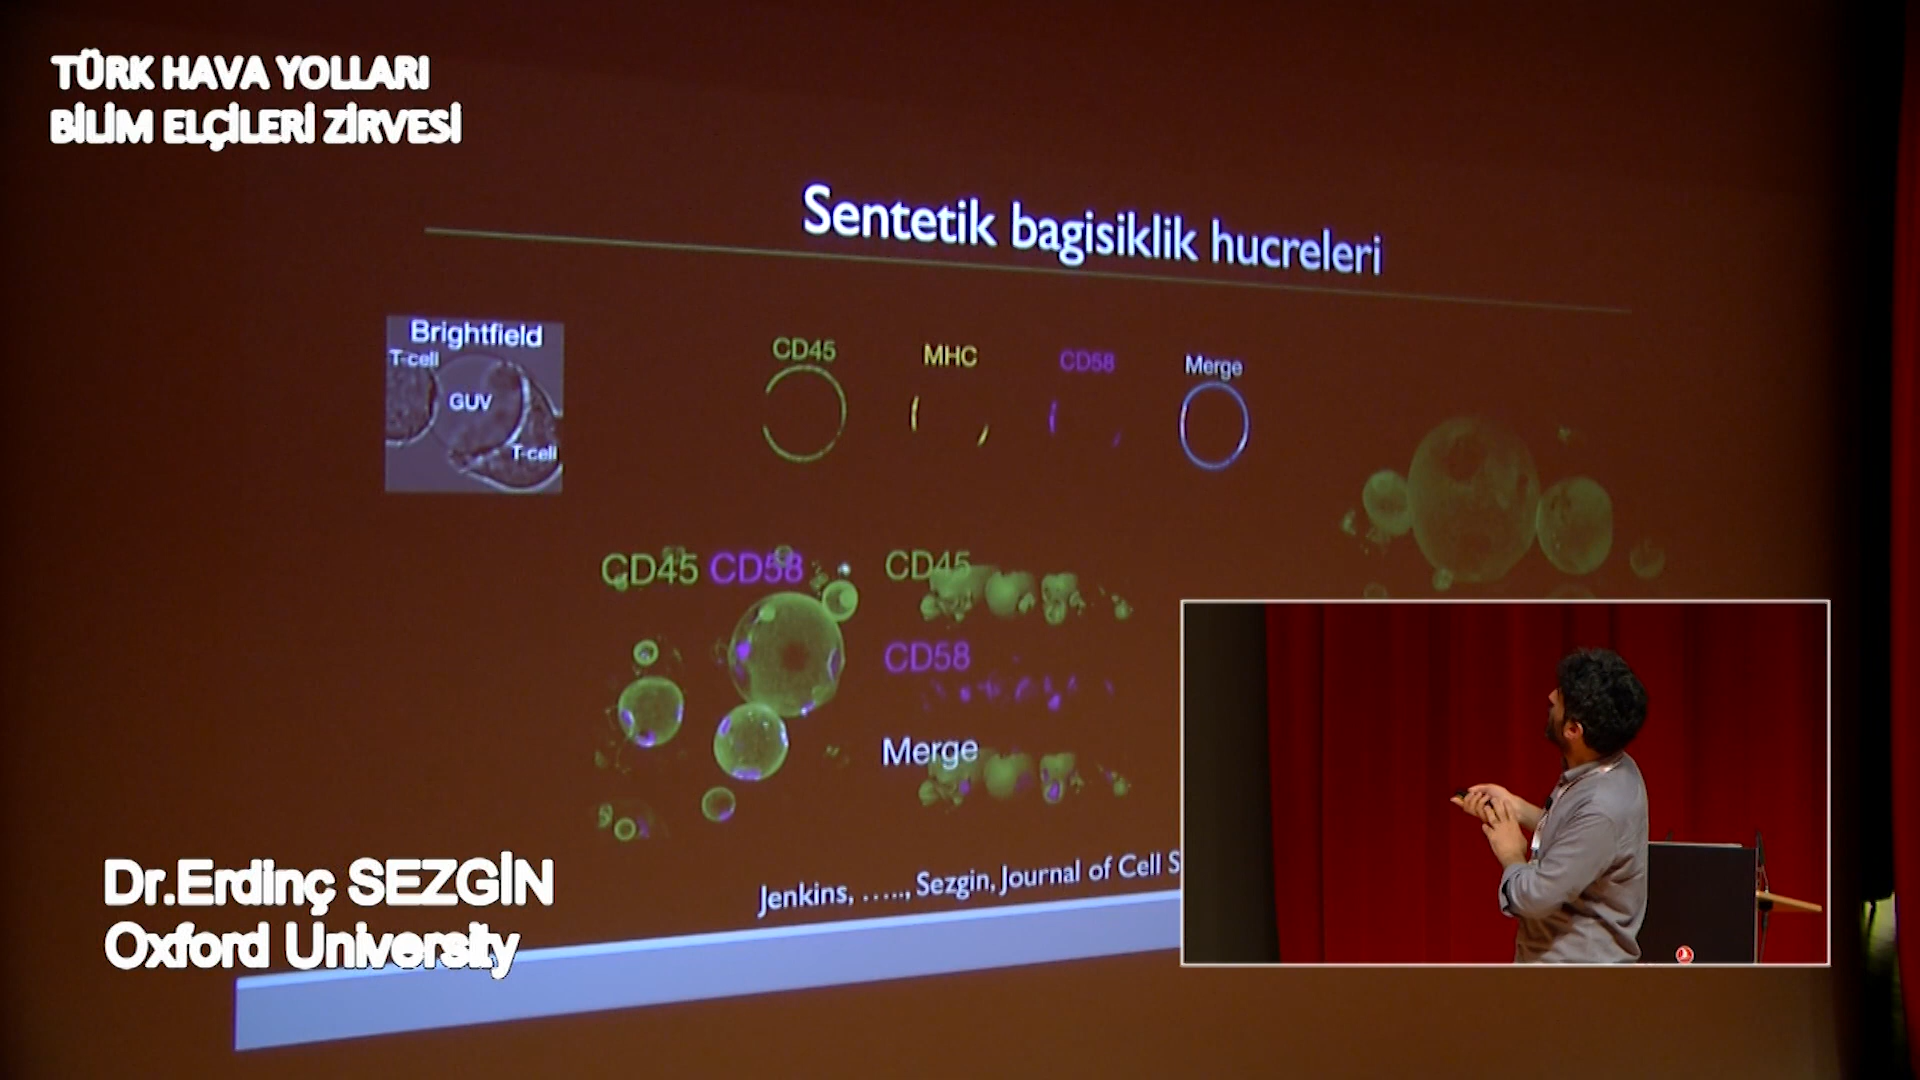 TÜRK HAVA YOLLARI
BİLİM ELÇİLERİ ZİRVESİ
Sentetik bagisiklik hucreleri
Brightfield
T-cell
GUV
T-cell
CD45
MHC
CD58
Merge
CD45 CD58
CD45
CD58
Merge
Jenkins, ....., Sezgin, Journal of Cell S
Dr.Erdinç SEZGİN
Oxford University